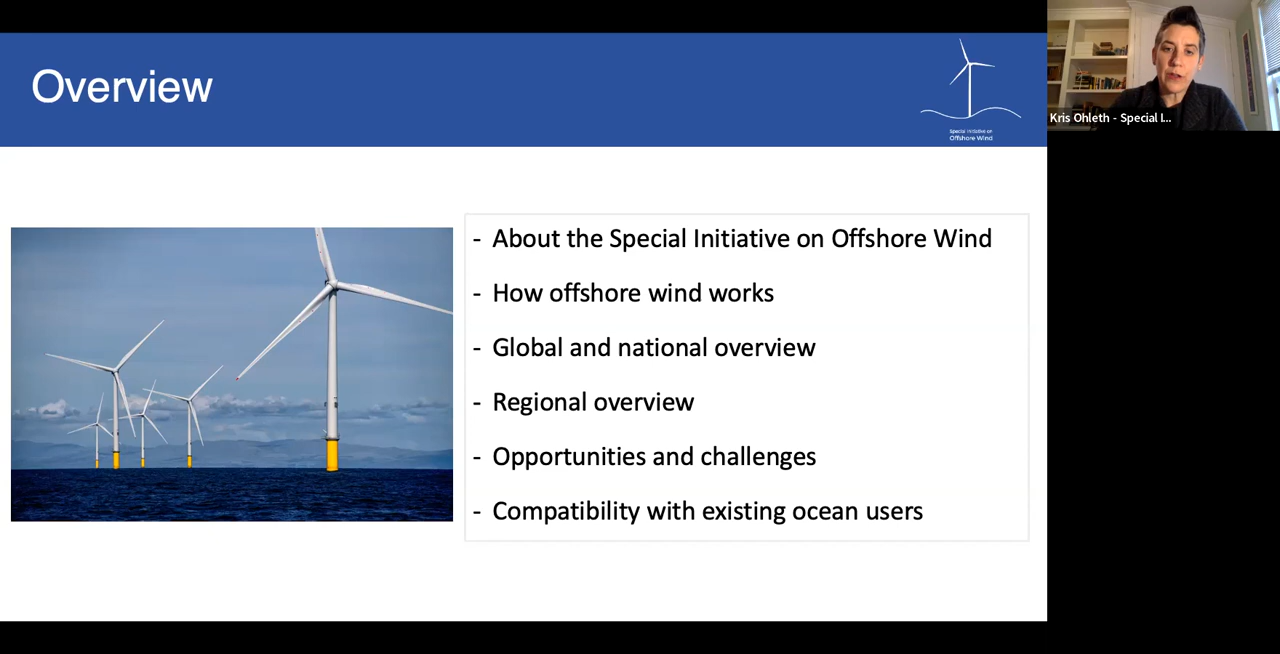 Overview
Special Initiative on
Offshore Wind
Kris Ohleth - Special I...
- About the Special Initiative on Offshore Wind
- How offshore wind works
- Global and national overview
- Regional overview
- Opportunities and challenges
- Compatibility with existing ocean users